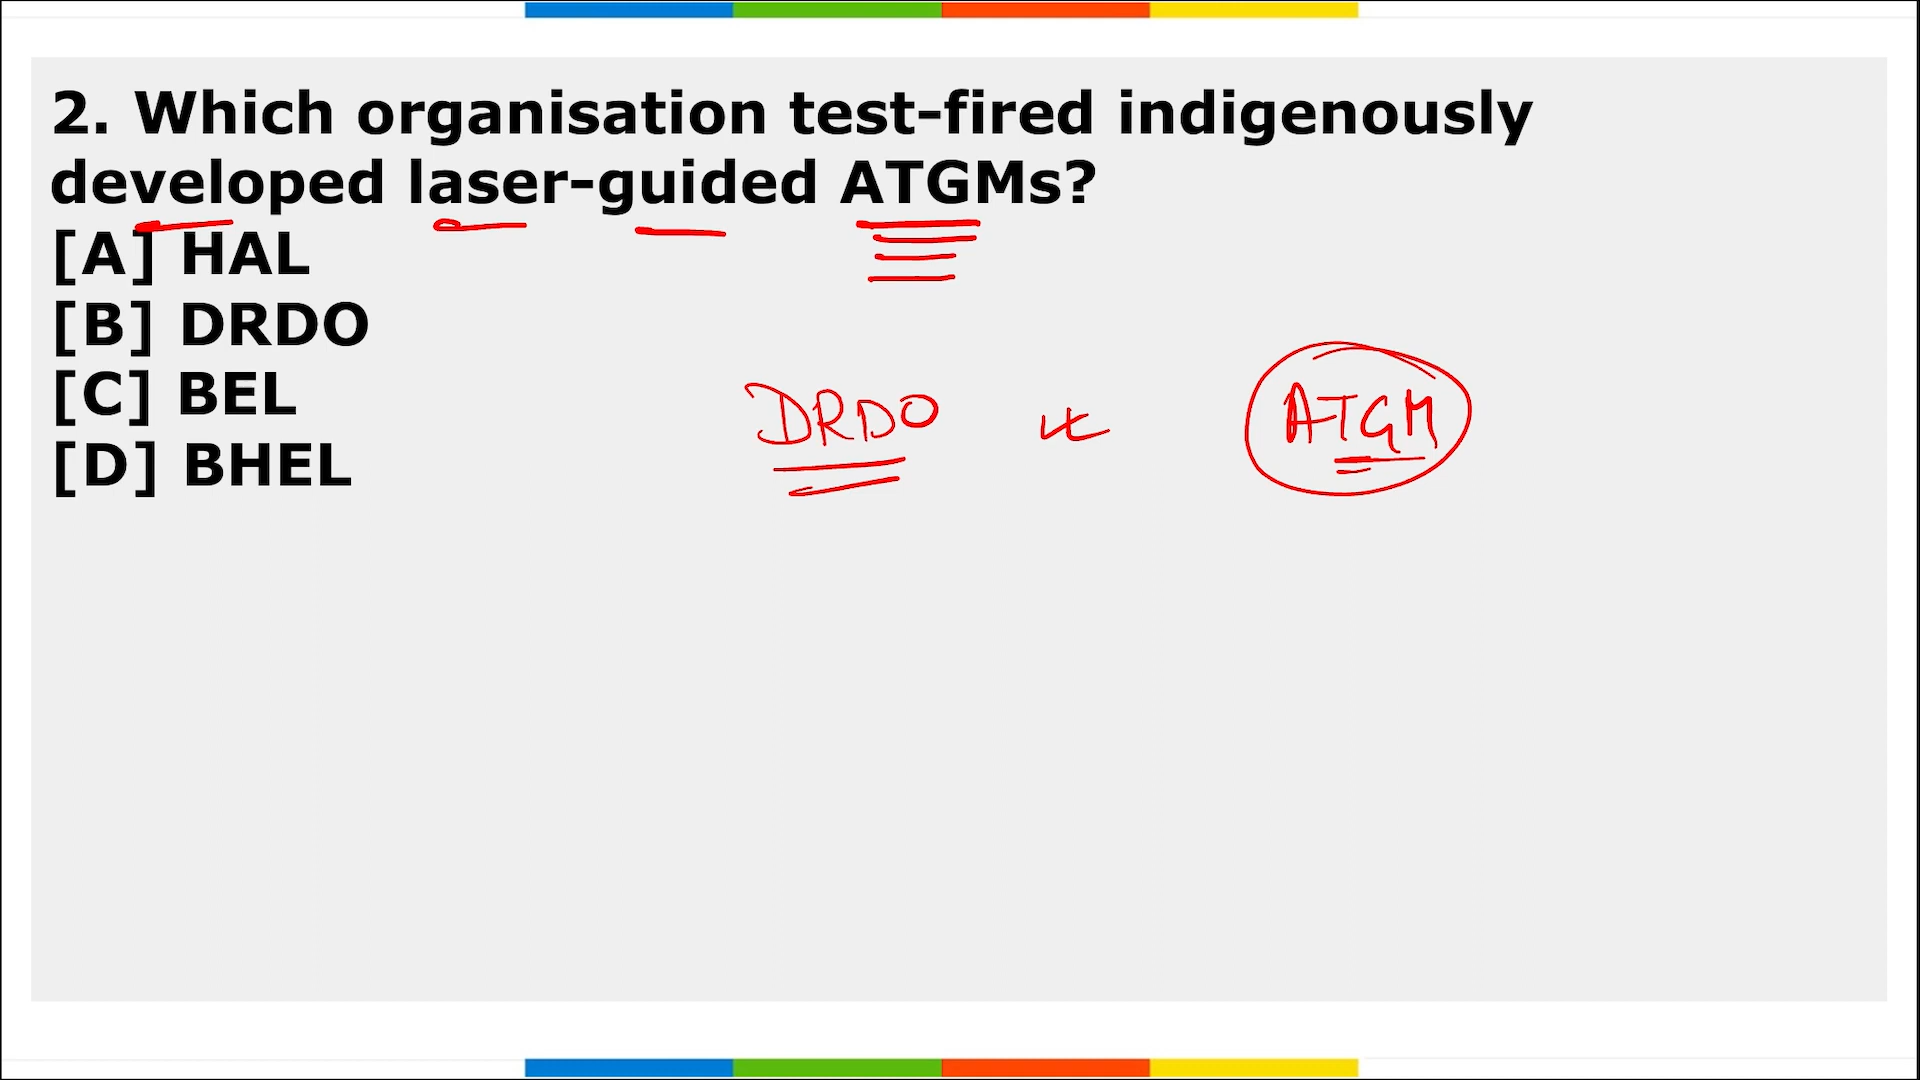 2. Which organisation test-fired indigenously
developed laser-guided ATGMs?
[A] HAL
[B] DRDO
[C] BEL
[D] BHEL
DRDO ATGM